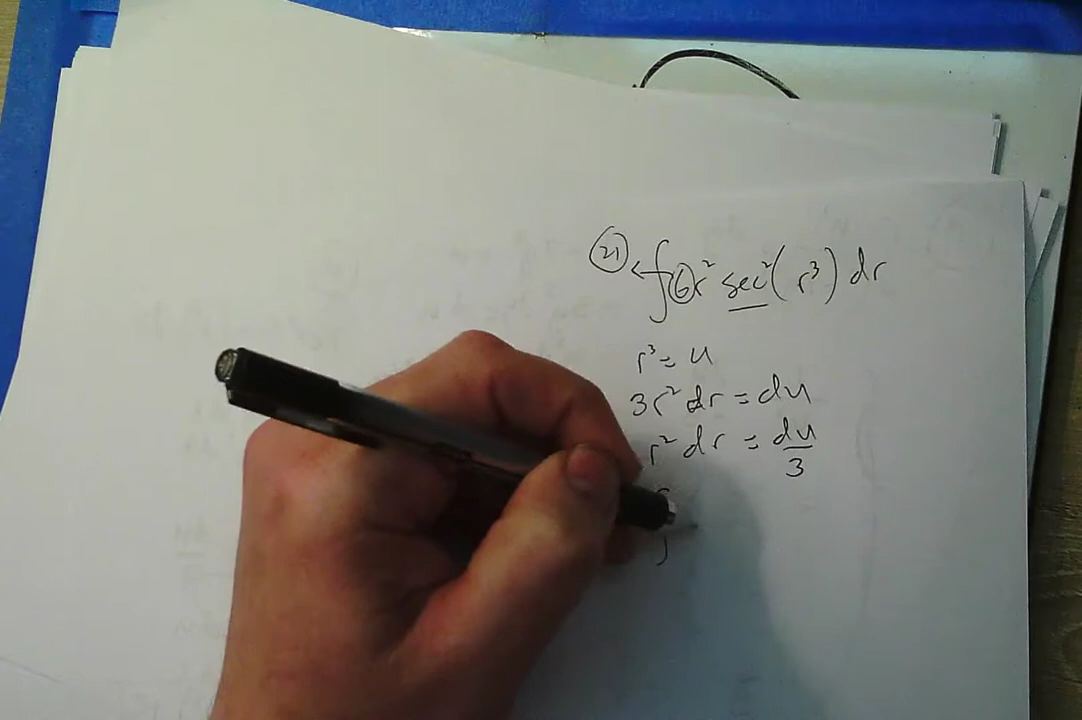 21 ∫ 6r² sec²(r³) dr
r³ = u
3r² dr = du
r² dr = du/3
∫